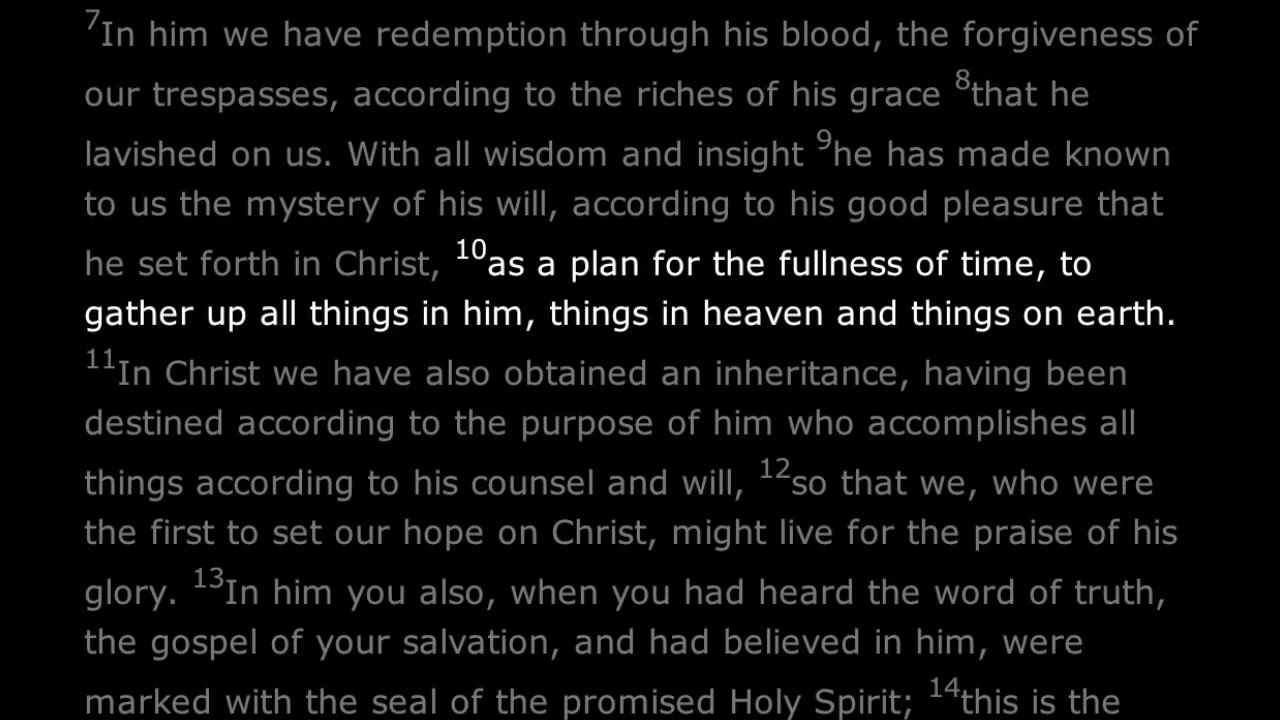 7In him we have redemption through his blood, the forgiveness of
our trespasses, according to the riches of his grace 8that he
lavished on us. With all wisdom and insight 9he has made known
to us the mystery of his will, according to his good pleasure that
he set forth in Christ, 10as a plan for the fullness of time, to
gather up all things in him, things in heaven and things on earth.
11In Christ we have also obtained an inheritance, having been
destined according to the purpose of him who accomplishes all
things according to his counsel and will, 12so that we, who were
the first to set our hope on Christ, might live for the praise of his
glory. 13In him you also, when you had heard the word of truth,
the gospel of your salvation, and had believed in him, were
marked with the seal of the promised Holy Spirit; 14this is the